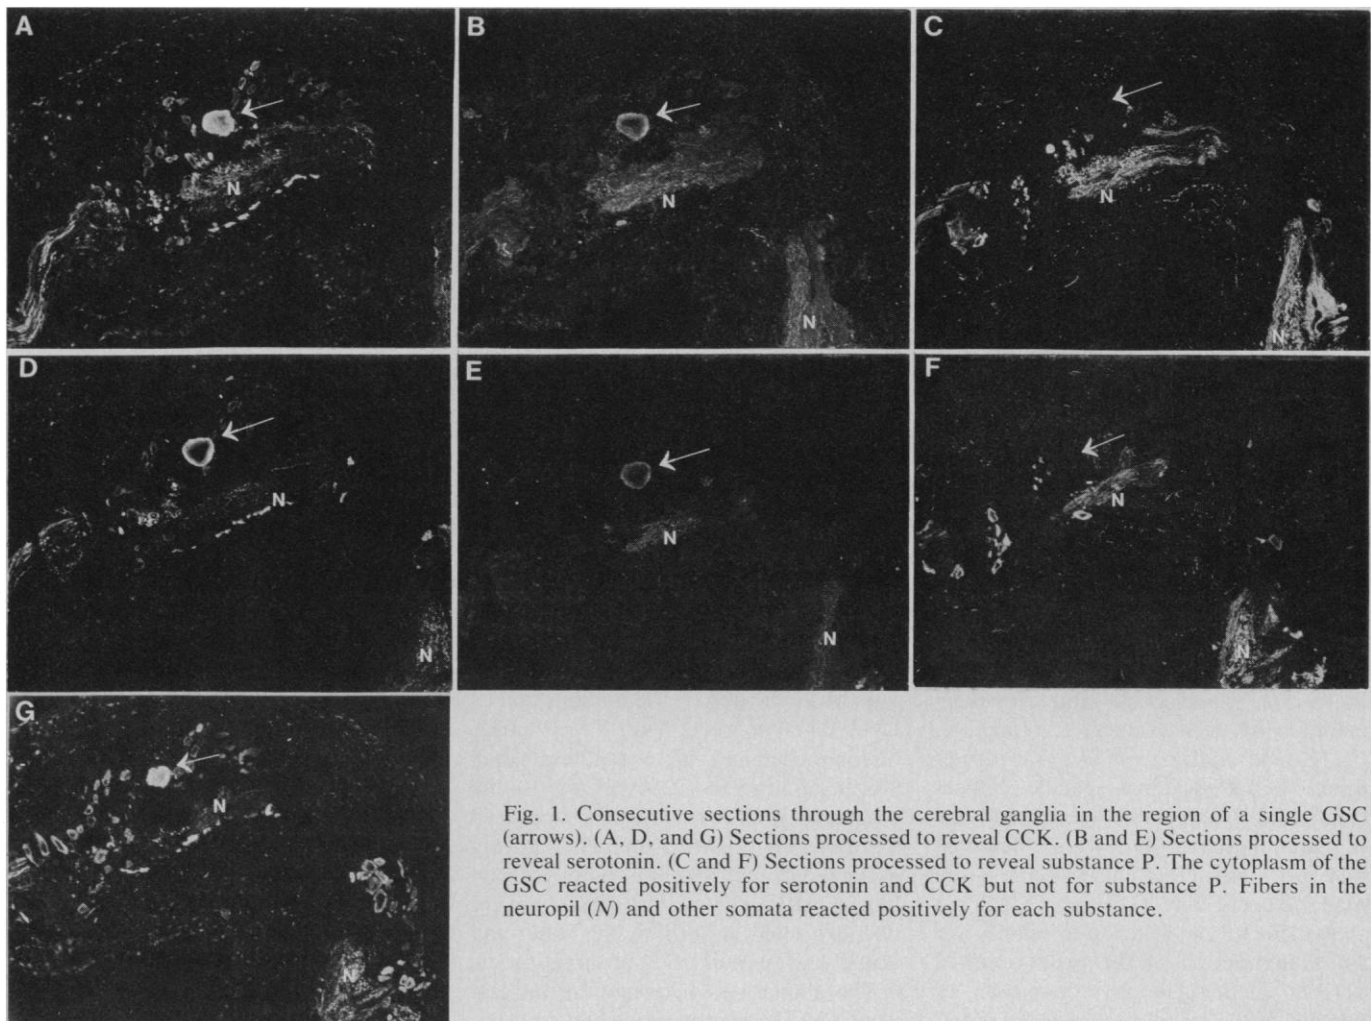 A
B
C
N
N
N
N
N
D
E
F
N
N
N
N
N
N
G
N
N
Fig. 1. Consecutive sections through the cerebral ganglia in the region of a single GSC
(arrows). (A, D, and G) Sections processed to reveal CCK. (B and E) Sections processed to
reveal serotonin. (C and F) Sections processed to reveal substance P. The cytoplasm of the
GSC reacted positively for serotonin and CCK but not for substance P. Fibers in the
neuropil (N) and other somata reacted positively for each substance.